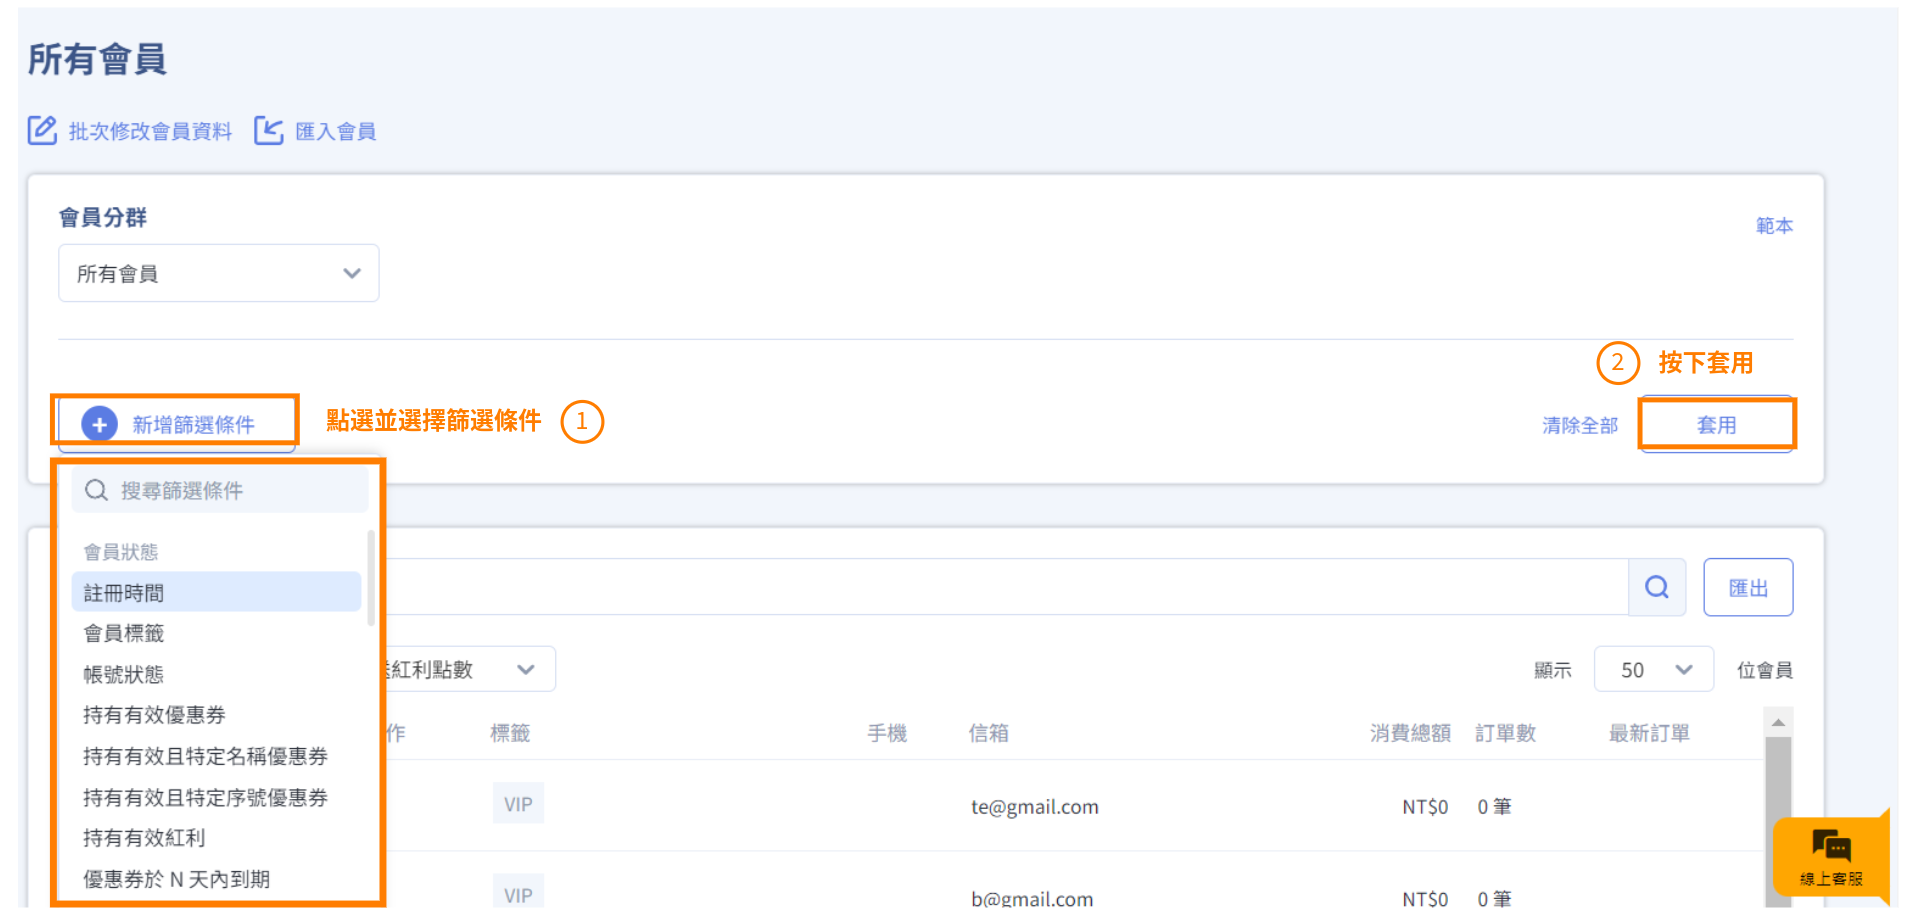 所有會員
批次修改會員資料 匯入會員
會員分群
範本
所有會員
2 按下套用
新增篩選條件 點選並選擇篩選條件 1
清除全部 套用
搜尋篩選條件
會員狀態
註冊時間
匯出
會員標籤
帳號狀態
紅利點數
顯示 50 位會員
持有有效優惠券
作 標籤 手機 信箱 消費總額 訂單數 最新訂單
持有有效且特定名稱優惠券
持有有效且特定序號優惠券
VIP te@gmail.com NT$0 0 筆
持有有效紅利
優惠券於 N 天內到期
VIP b@gmail.com NT$0 0 筆
線上客服